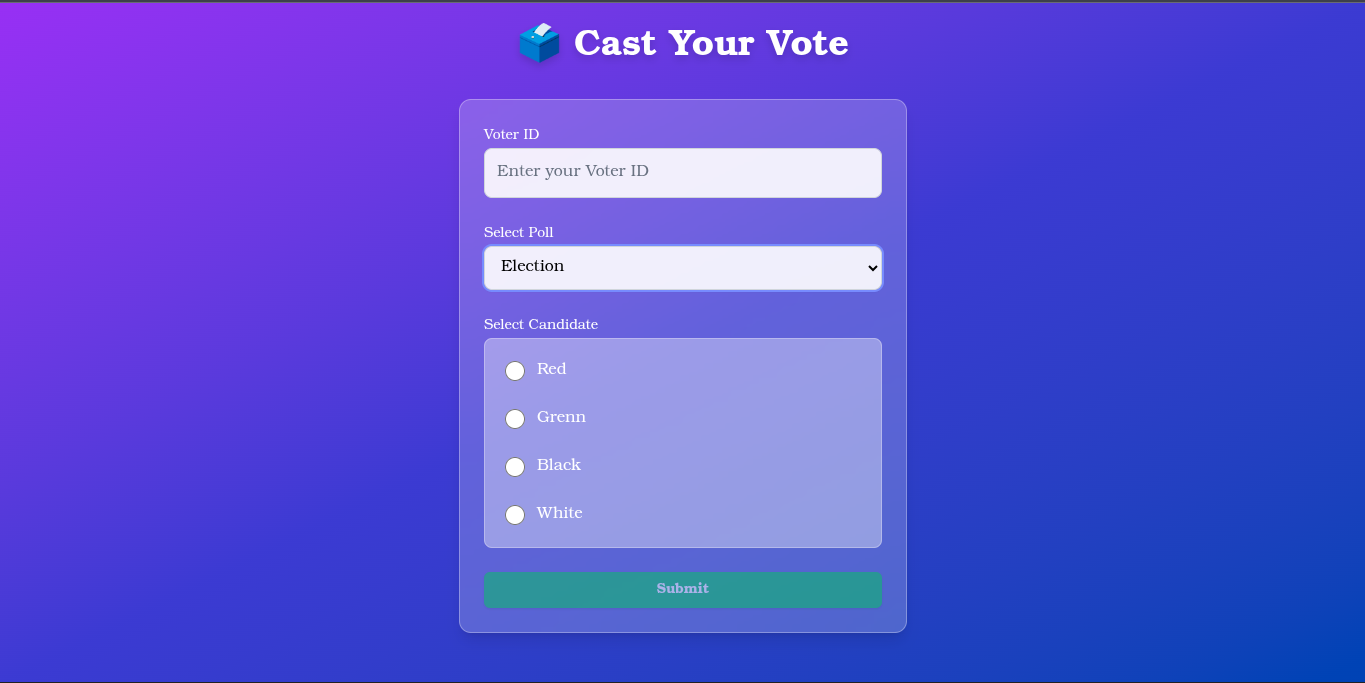 Cast Your Vote
Voter ID
Enter your Voter ID
Select Poll
Election
Select Candidate
Red
Grenn
Black
White
Submit